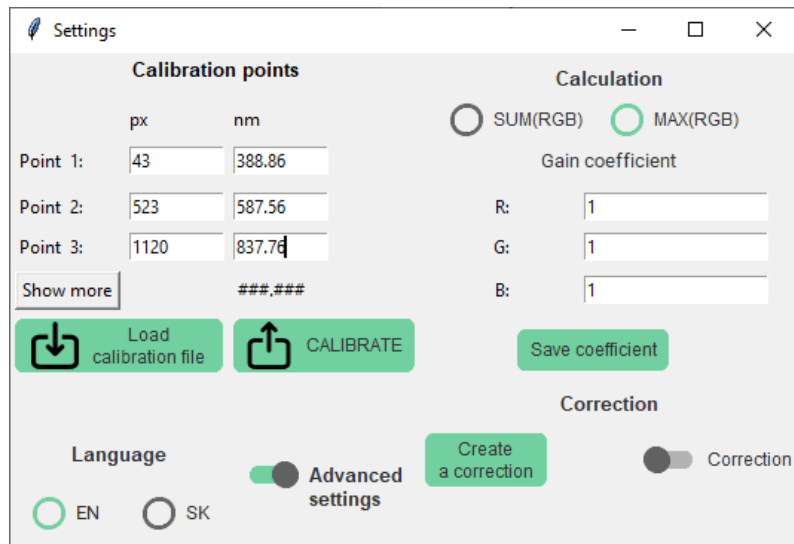 Settings
Calibration points
px nm
Point 1: 43 388.86
Point 2: 523 587.56
Point 3: 1120 837.76
Show more ###.###
Load
calibration file
CALIBRATE
Calculation
SUM(RGB) MAX(RGB)
Gain coefficient
R: 1
G: 1
B: 1
Save coefficient
Correction
Create
a correction
Correction
Language
EN SK
Advanced
settings